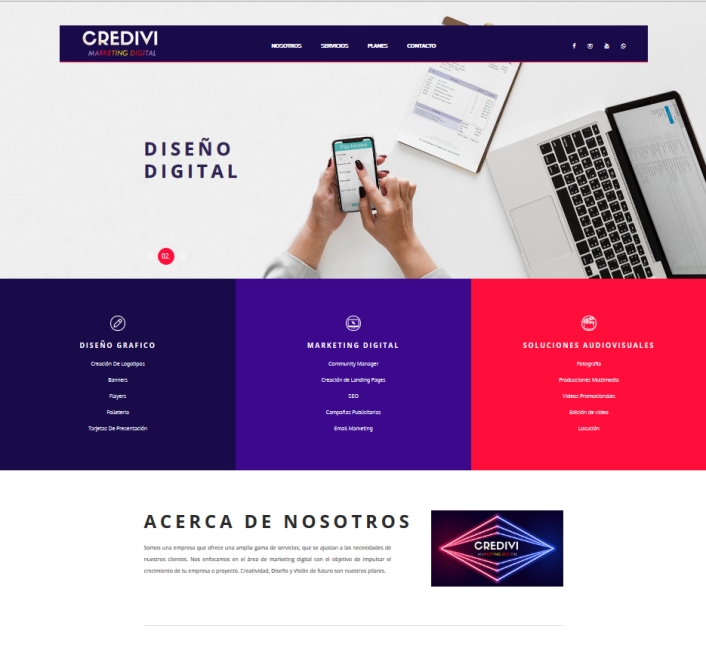 CREDIVI
MARKETING DIGITAL
NOSOTROS SERVICIOS PLANES CONTACTO
DISEÑO
DIGITAL
02.
DISEÑO GRAFICO
Creación De Logotipos
Banners
Flayers
Folleteria
Tarjetas De Presentación
MARKETING DIGITAL
Community Manager
Creación de Landing Pages
SEO
Campañas Publicitarias
Email Marketing
SOLUCIONES AUDIOVISUALES
Fotografía
Producciones Multimedia
Videos Promocionales
Edición de video
Locución
ACERCA DE NOSOTROS
Somos una empresa que ofrece una amplia gama de servicios, que se ajustan a las necesidades de
nuestros clientes. Nos enfocamos en el área de marketing digital con el objetivo de impulsar el
crecimiento de tu empresa o proyecto. Creatividad, Diseño y Visión de futuro son nuestros pilares.
CREDIVI
MARKETING DIGITAL